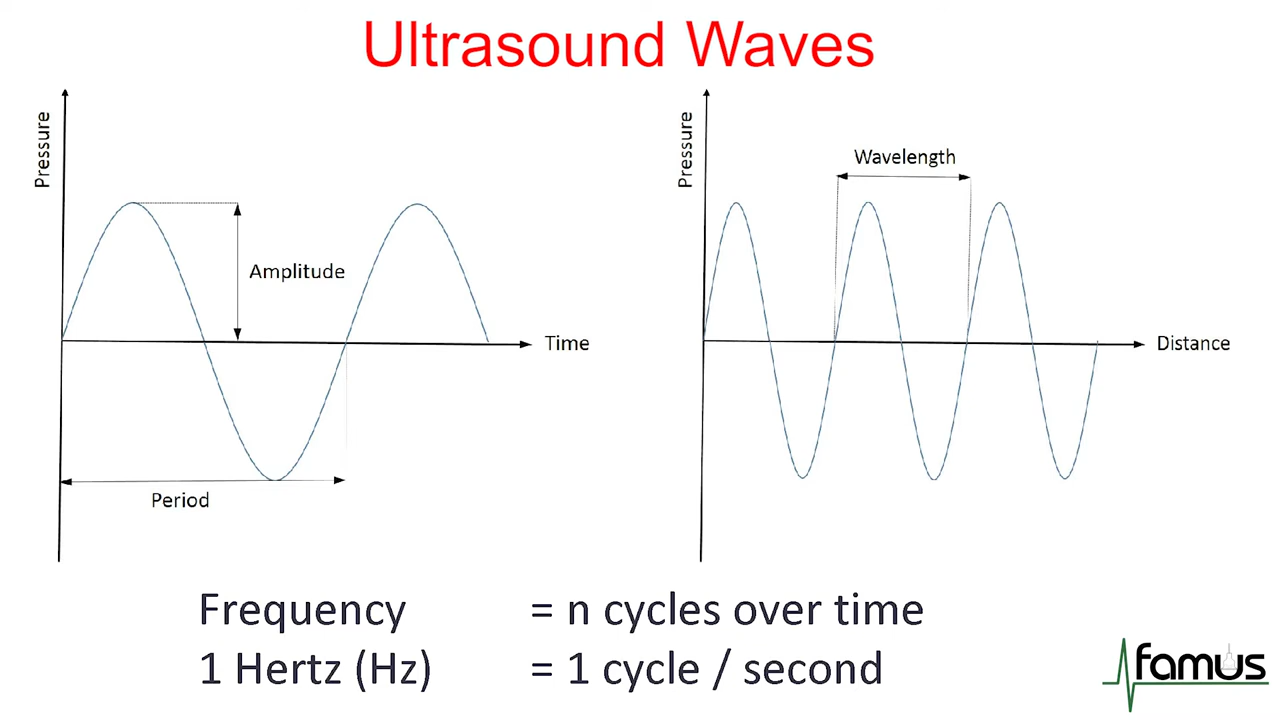 Ultrasound Waves
Pressure
Amplitude
Time
Period
Pressure
Wavelength
Distance
Frequency = n cycles over time
1 Hertz (Hz) = 1 cycle / second
famus